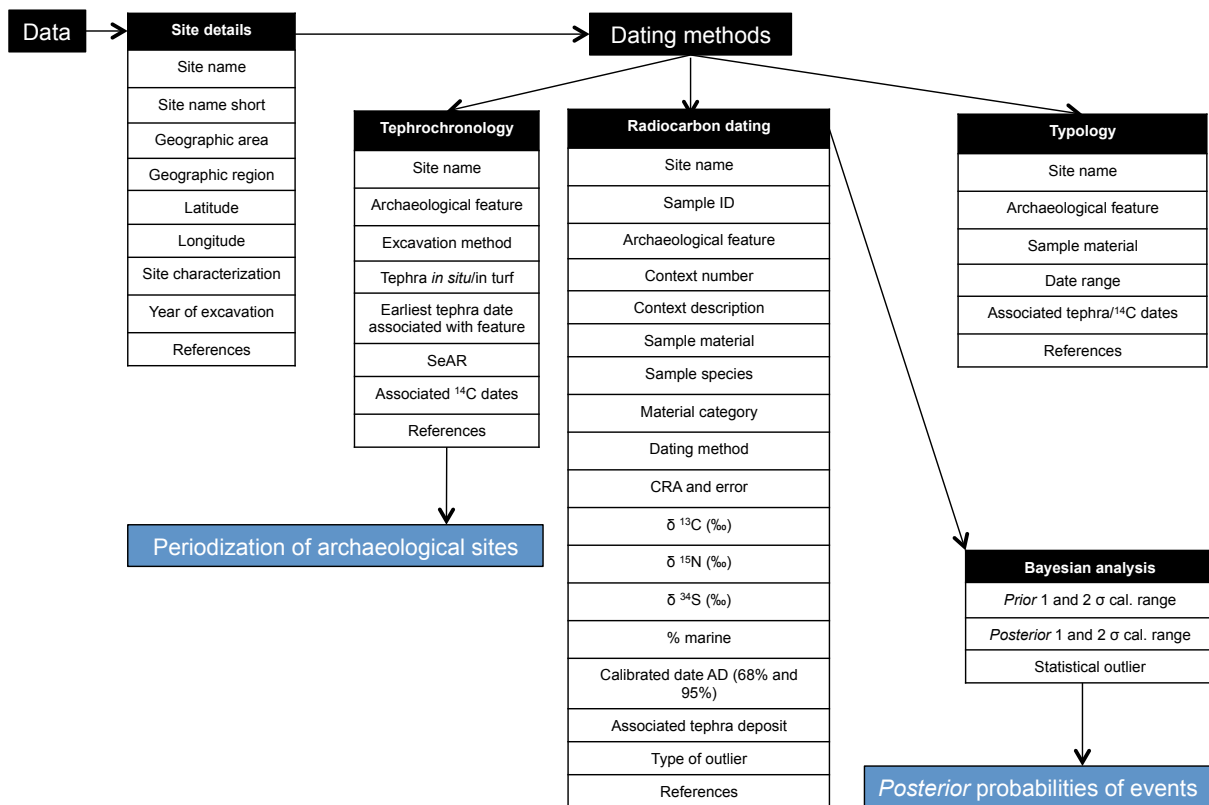 Data
Site details
Site name
Site name short
Geographic area
Geographic region
Latitude
Longitude
Site characterization
Year of excavation
References
Dating methods
Tephrochronology
Site name
Archaeological feature
Excavation method
Tephra in situ/in turf
Earliest tephra date
associated with feature
SeAR
Associated ¹⁴C dates
References
Periodization of archaeological sites
Radiocarbon dating
Site name
Sample ID
Archaeological feature
Context number
Context description
Sample material
Sample species
Material category
Dating method
CRA and error
δ ¹³C (‰)
δ ¹⁵N (‰)
δ ³⁴S (‰)
% marine
Calibrated date AD (68% and
95%)
Associated tephra deposit
Type of outlier
References
Typology
Site name
Archaeological feature
Sample material
Date range
Associated tephra/¹⁴C dates
References
Bayesian analysis
Prior 1 and 2 σ cal. range
Posterior 1 and 2 σ cal. range
Statistical outlier
Posterior probabilities of events